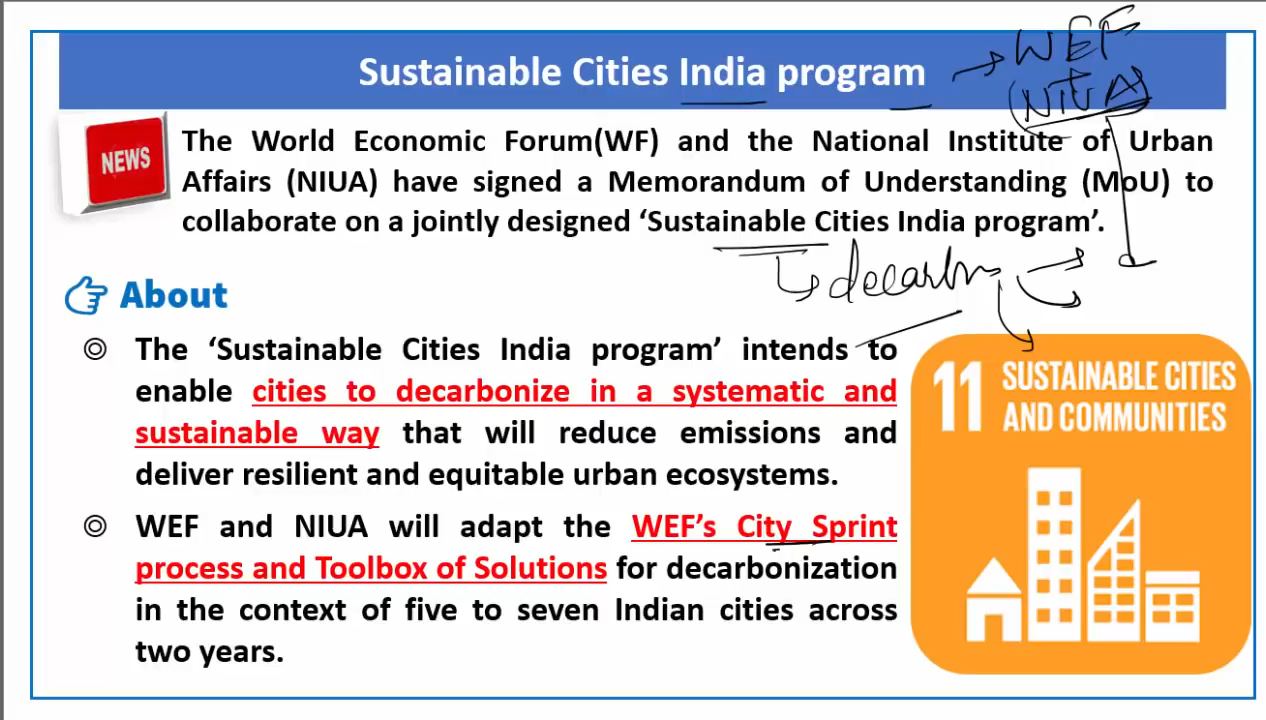 Sustainable Cities India program
→ WEF
(NIUA)
NEWS
The World Economic Forum(WF) and the National Institute of Urban
Affairs (NIUA) have signed a Memorandum of Understanding (MoU) to
collaborate on a jointly designed ‘Sustainable Cities India program’.
About
◎ The ‘Sustainable Cities India program’ intends to
enable cities to decarbonize in a systematic and
sustainable way that will reduce emissions and
deliver resilient and equitable urban ecosystems.
◎ WEF and NIUA will adapt the WEF’s City Sprint
process and Toolbox of Solutions for decarbonization
in the context of five to seven Indian cities across
two years.
11 SUSTAINABLE CITIES
AND COMMUNITIES